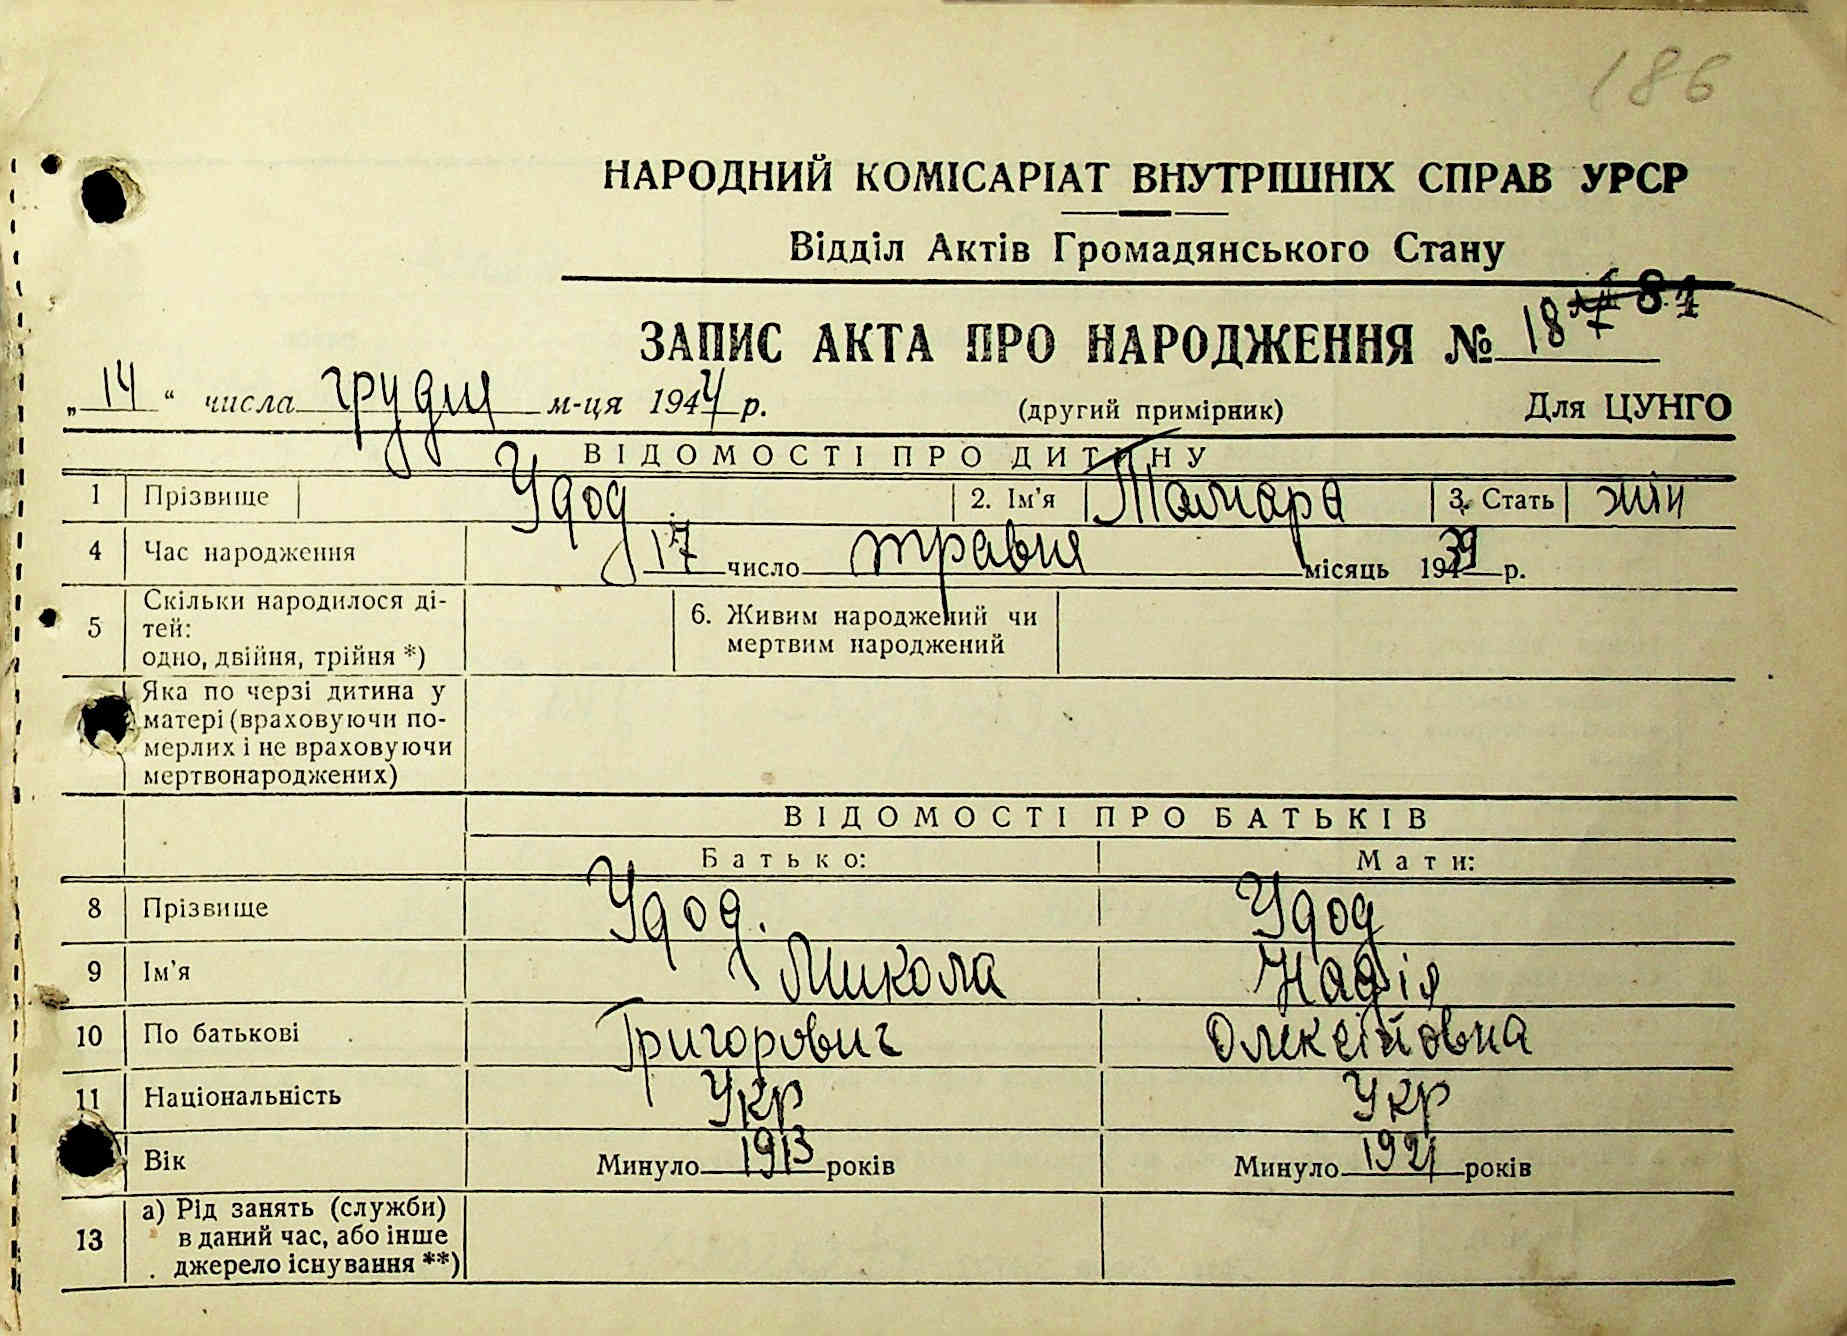 186
НАРОДНИЙ КОМІСАРІАТ ВНУТРІШНІХ СПРАВ УРСР
Відділ Актів Громадянського Стану
ЗАПИС АКТА ПРО НАРОДЖЕННЯ № 187
„14“ числа грудня м-ця 1944 р. (другий примірник) Для ЦУНГО
ВІДОМОСТІ ПРО ДИТИНУ
1 Прізвище Удод 2. Ім'я Тамара 3. Стать жін
4 Час народження 17 число травня місяць 1939 р.
5 Скільки народилося ді-
тей:
одно, двійня, трійня *)
6. Живим народжений чи
мертвим народжений
Яка по черзі дитина у
матері (враховуючи по-
мерлих і не враховуючи
мертвонароджених)
ВІДОМОСТІ ПРО БАТЬКІВ
Батько: Мати:
8 Прізвище Удод. Удод
9 Ім'я Микола Надія
10 По батькові Григорович Олексіївна
11 Національність Укр Укр
Вік Минуло 1913 років Минуло 1921 років
13 а) Рід занять (служби)
в даний час, або інше
джерело існування **)